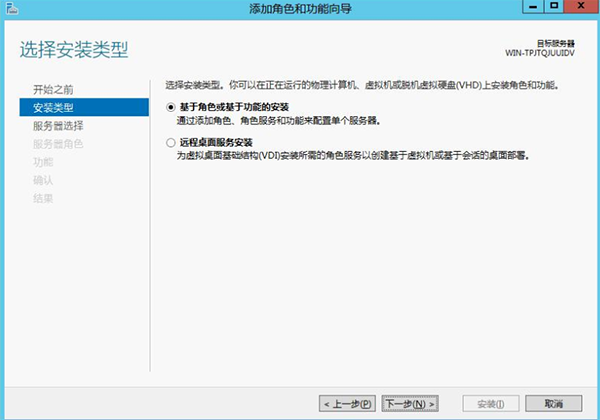 添加角色和功能向导
选择安装类型
目标服务器
WIN-TPJTQJUUIDV
开始之前
安装类型
服务器选择
服务器角色
功能
确认
结果
选择安装类型。你可以在正在运行的物理计算机、虚拟机或脱机虚拟硬盘(VHD)上安装角色和功能。
基于角色或基于功能的安装
通过添加角色、角色服务和功能来配置单个服务器。
远程桌面服务安装
为虚拟桌面基础结构(VDI)安装所需的角色服务以创建基于虚拟机或基于会话的桌面部署。
< 上一步(P)
下一步(N) >
安装(I)
取消